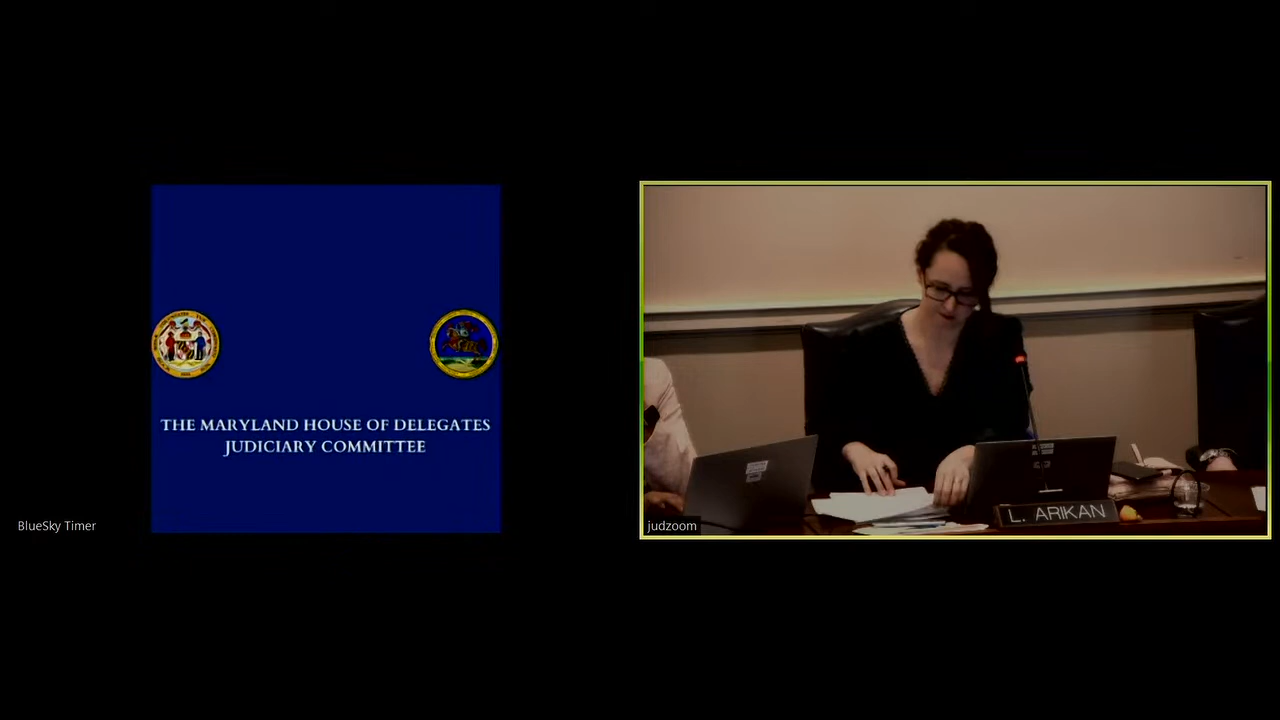 THE MARYLAND HOUSE OF DELEGATES
JUDICIARY COMMITTEE
BlueSky Timer
judzoom
L. ARIKAN